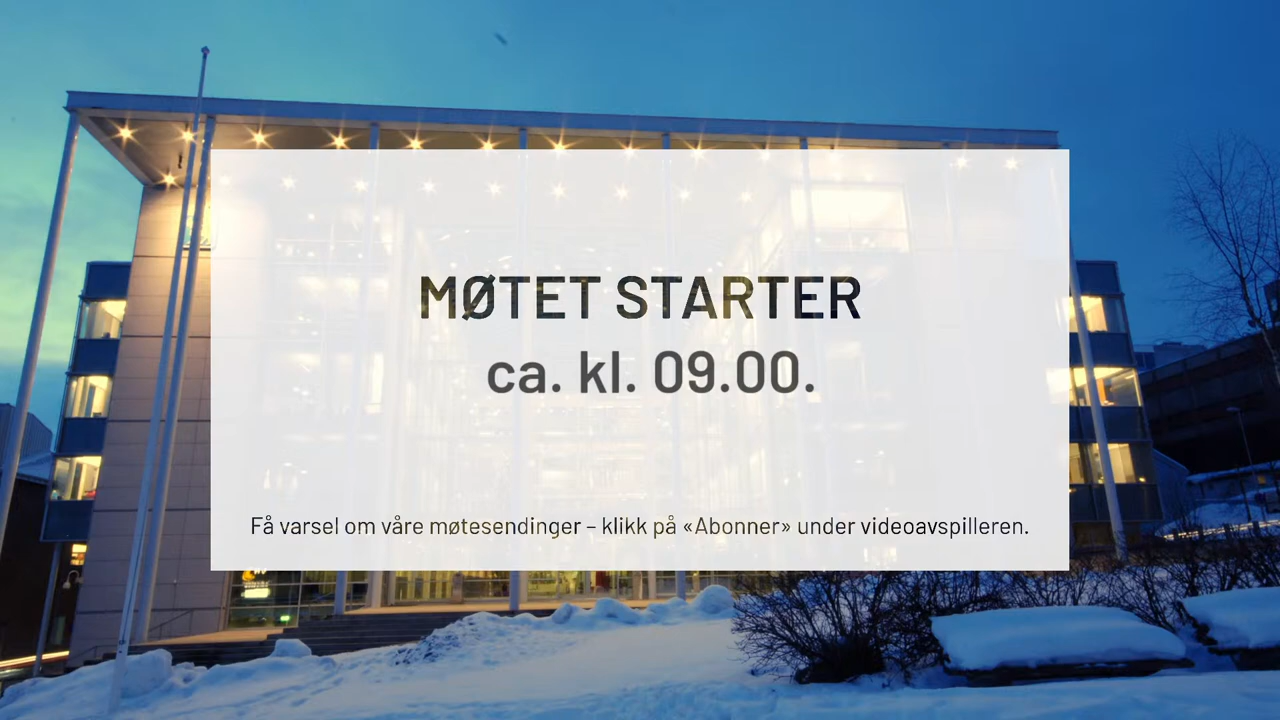 MØTET STARTER
ca. kl. 09.00.
Få varsel om våre møtesendinger – klikk på «Abonner» under videoavspilleren.